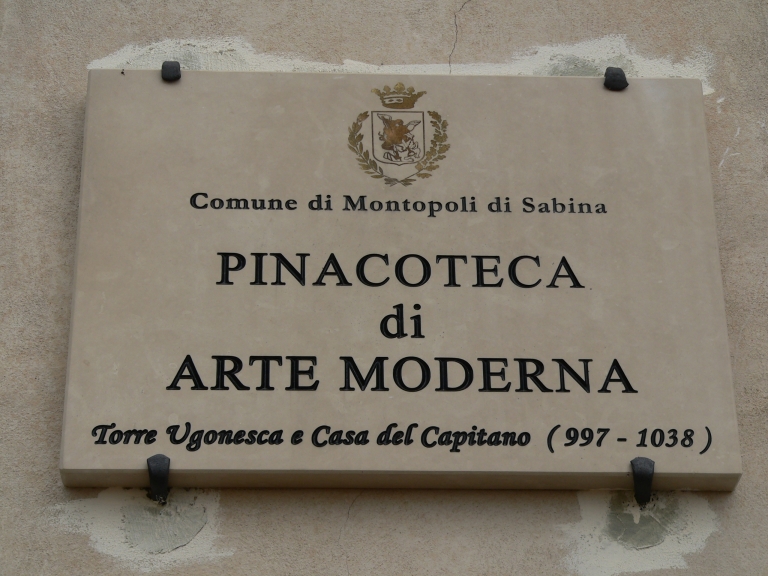 Comune di Montopoli di Sabina
PINACOTECA
di
ARTE MODERNA
Torre Ugonesca e Casa del Capitano ( 997 - 1038 )